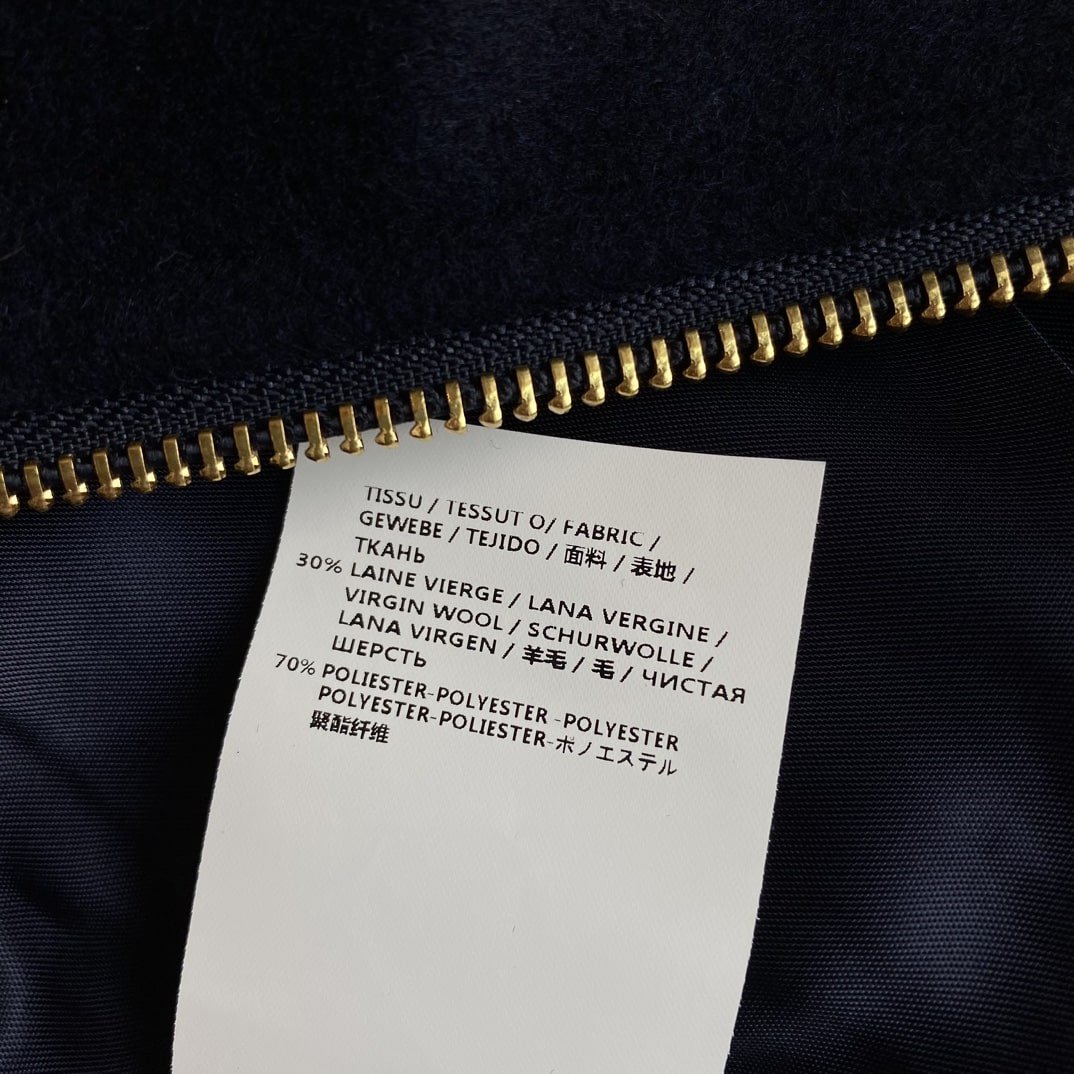 TISSU / TESSUT O/ FABRIC /
GEWEBE / TEJIDO / 面料 / 表地 /
ТКАНЬ
30% LAINE VIERGE / LANA VERGINE /
VIRGIN WOOL / SCHURWOLLE /
LANA VIRGEN / 羊毛 / 毛 / ЧИСТАЯ
ШЕРСТЬ
70% POLIESTER-POLYESTER -POLYESTER
POLYESTER-POLIESTER-ポノエステル
聚酯纤维